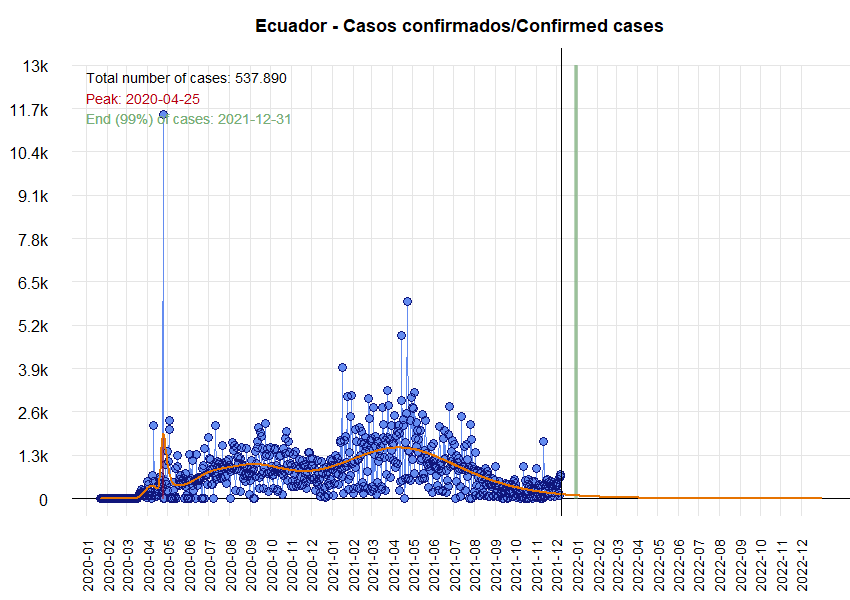 Ecuador - Casos confirmados/Confirmed cases
13k
Total number of cases: 537.890
Peak: 2020-04-25
11.7k
End (99%) of cases: 2021-12-31
10.4k
9.1k
7.8k
6.5k
5.2k
3.9k
2.6k
1.3k
0
2020-01
2020-02
2020-03
2020-04
2020-05
2020-06
2020-07
2020-08
2020-09
2020-10
2020-11
2020-12
2021-01
2021-02
2021-03
2021-04
2021-05
2021-06
2021-07
2021-08
2021-09
2021-10
2021-11
2021-12
2022-01
2022-02
2022-03
2022-04
2022-05
2022-06
2022-07
2022-08
2022-09
2022-10
2022-11
2022-12